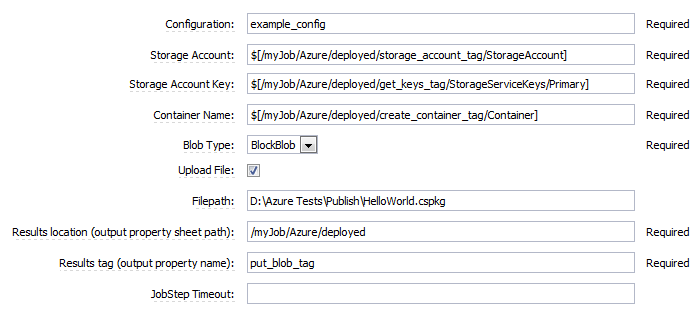 Configuration: example_config Required
Storage Account: $[/myJob/Azure/deployed/storage_account_tag/StorageAccount] Required
Storage Account Key: $[/myJob/Azure/deployed/get_keys_tag/StorageServiceKeys/Primary] Required
Container Name: $[/myJob/Azure/deployed/create_container_tag/Container] Required
Blob Type: BlockBlob Required
Upload File:
Filepath: D:\Azure Tests\Publish\HelloWorld.cspkg
Results location (output property sheet path): /myJob/Azure/deployed Required
Results tag (output property name): put_blob_tag Required
JobStep Timeout: